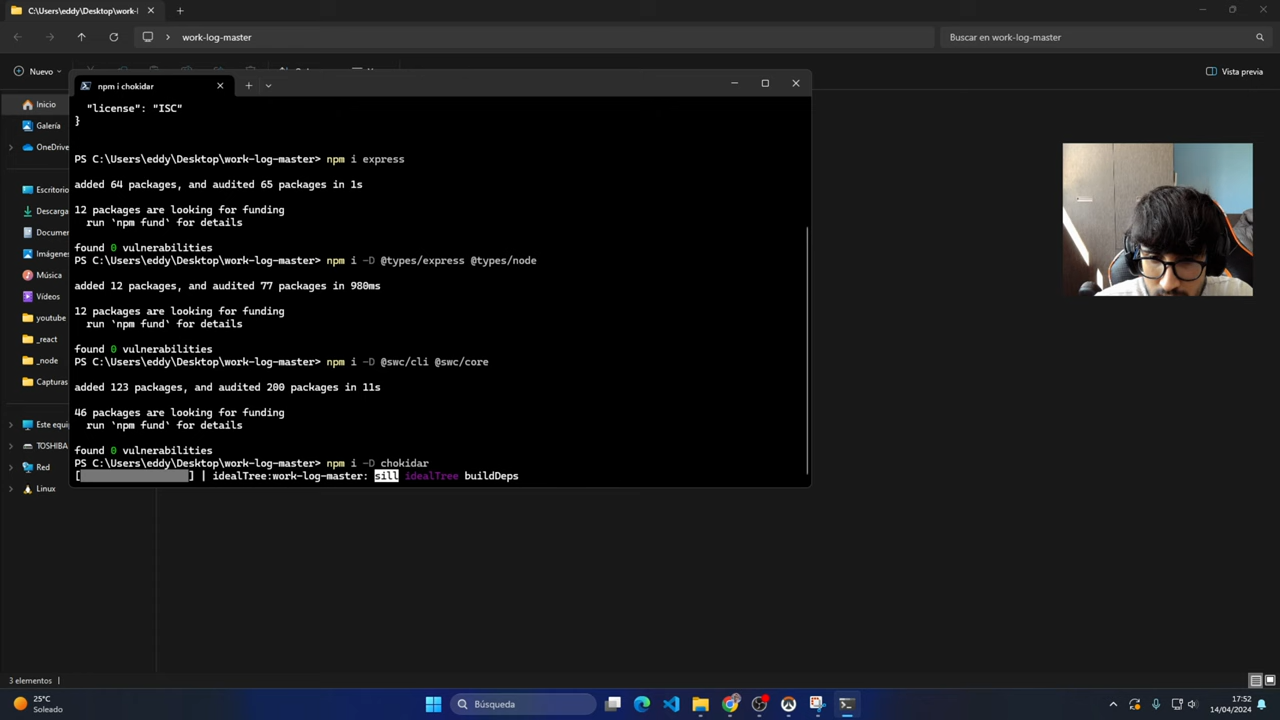 C:\Users\eddy\Desktop\work-l
work-log-master
Buscar en work-log-master
Nuevo
Vista previa
npm i chokidar
Inicio
Galería
OneDrive
Escritorio
Descarga
Documen
Imágenes
Música
Vídeos
youtube
_react
_node
Capturas
Este equi
TOSHIBA
Red
Linux
"license": "ISC"
}
PS C:\Users\eddy\Desktop\work-log-master> npm i express
added 64 packages, and audited 65 packages in 1s
12 packages are looking for funding
run `npm fund` for details
found 0 vulnerabilities
PS C:\Users\eddy\Desktop\work-log-master> npm i -D @types/express @types/node
added 12 packages, and audited 77 packages in 980ms
12 packages are looking for funding
run `npm fund` for details
found 0 vulnerabilities
PS C:\Users\eddy\Desktop\work-log-master> npm i -D @swc/cli @swc/core
added 123 packages, and audited 200 packages in 11s
46 packages are looking for funding
run `npm fund` for details
found 0 vulnerabilities
PS C:\Users\eddy\Desktop\work-log-master> npm i -D chokidar
[ ] | idealTree:work-log-master: sill idealTree buildDeps
3 elementos
25°C
Soleado
Búsqueda
17:52
14/04/2024